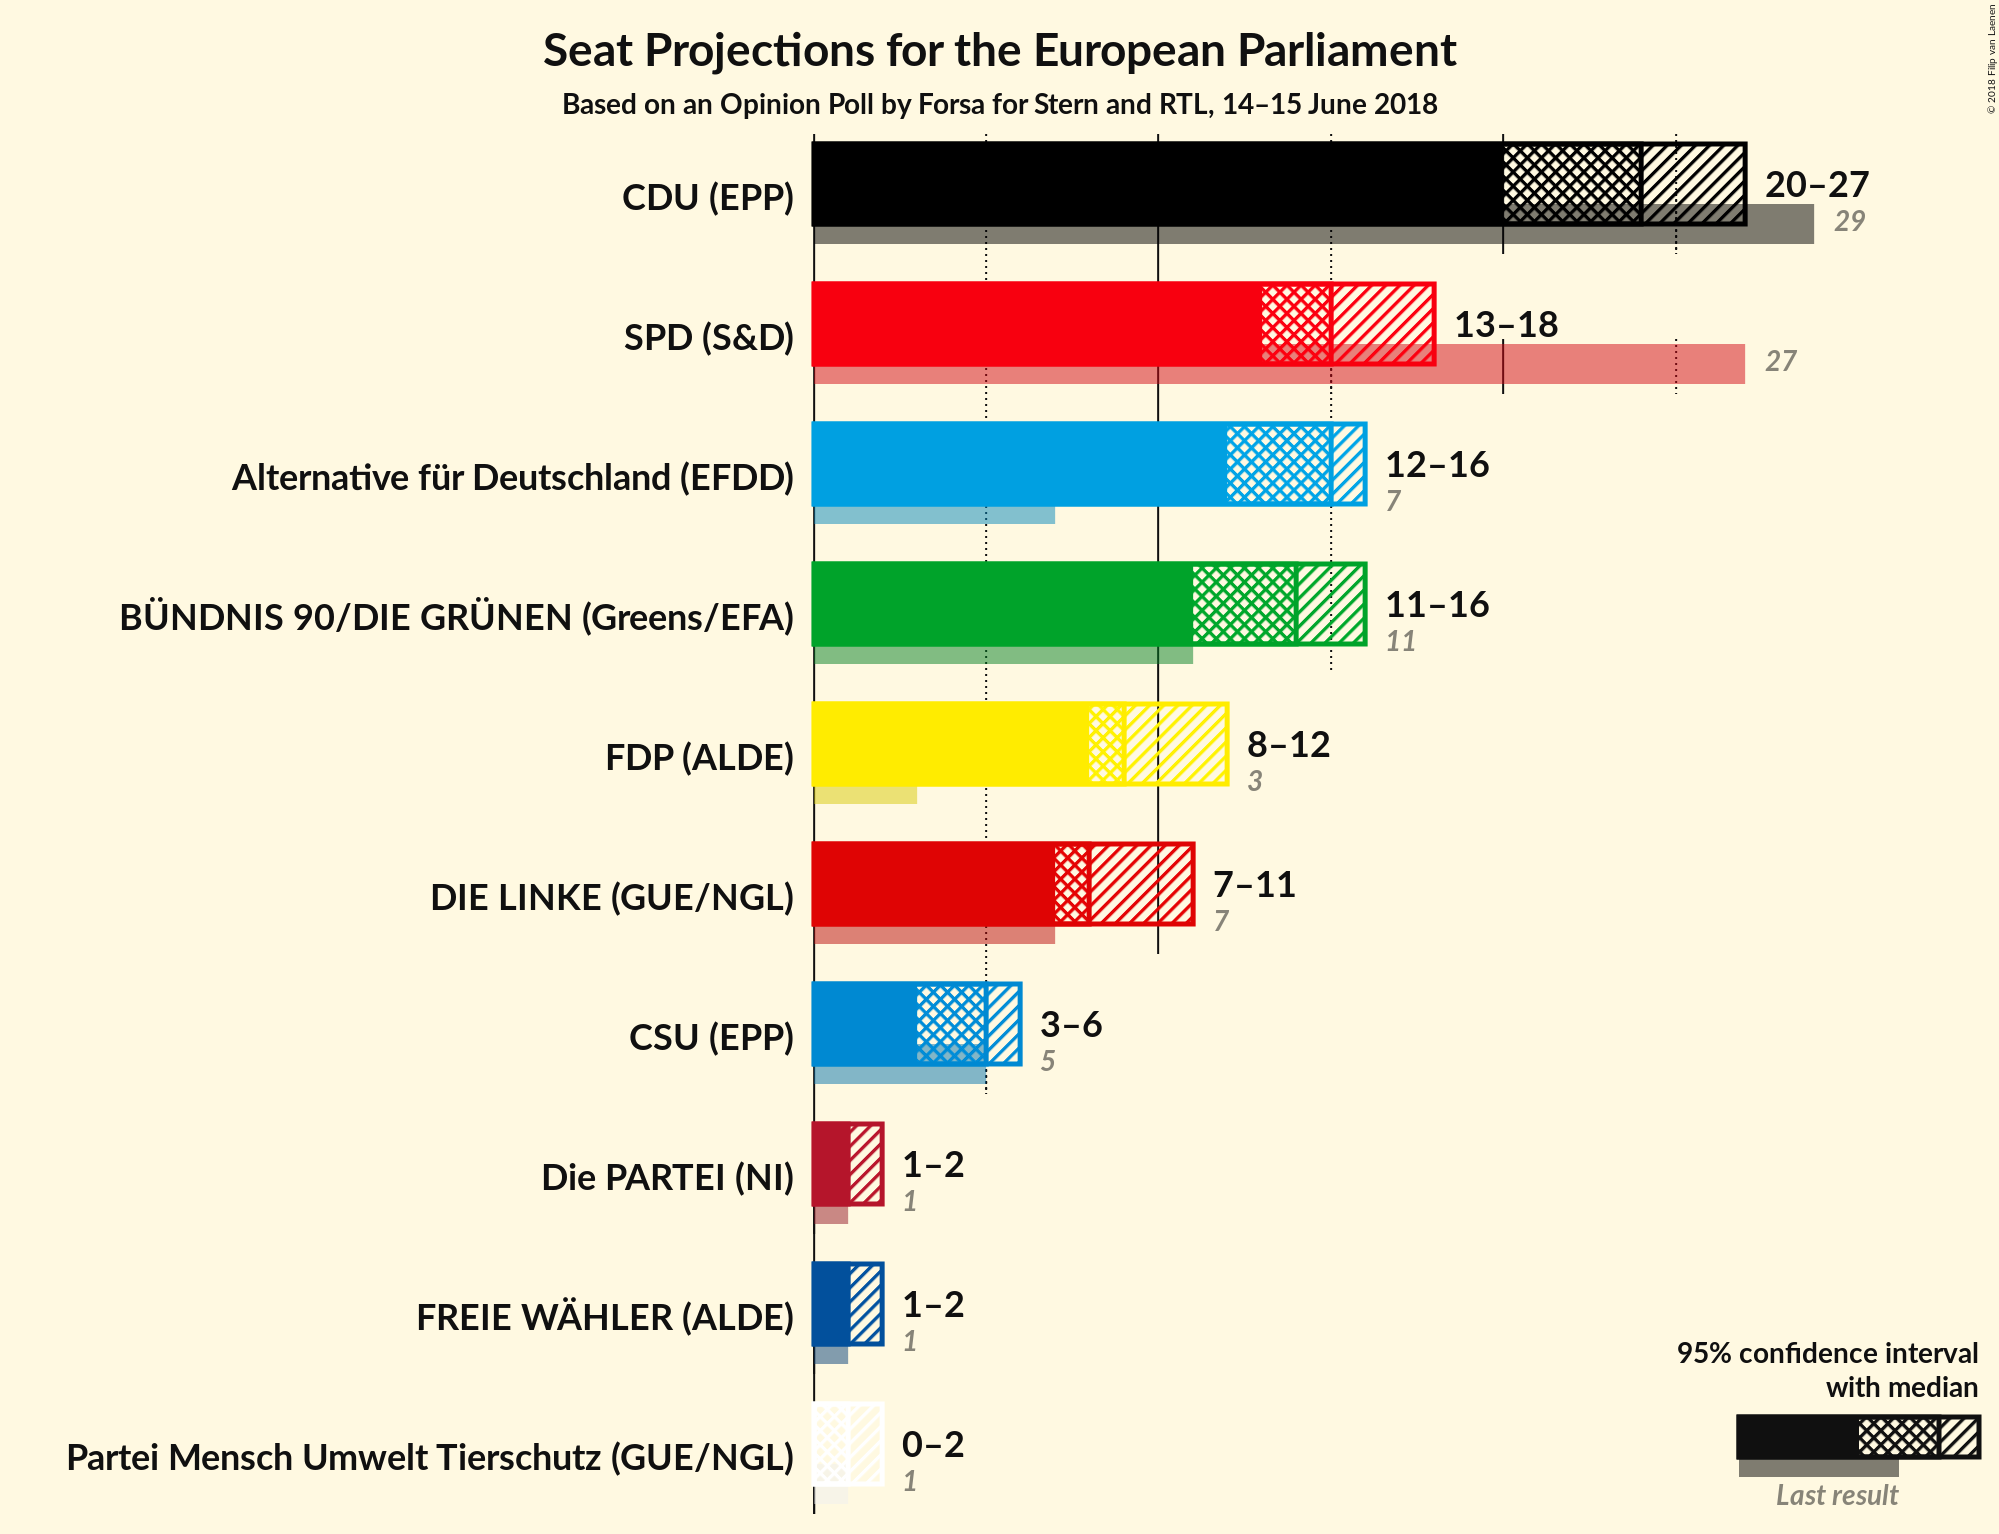 Seat Projections for the European Parliament
Based on an Opinion Poll by Forsa for Stern and RTL, 14–15 June 2018
© 2018 Filip van Laenen
CDU (EPP)
20–27
29
SPD (S&D)
13–18
27
Alternative für Deutschland (EFDD)
12–16
7
BÜNDNIS 90/DIE GRÜNEN (Greens/EFA)
11–16
11
FDP (ALDE)
8–12
3
DIE LINKE (GUE/NGL)
7–11
7
CSU (EPP)
3–6
5
Die PARTEI (NI)
1–2
1
FREIE WÄHLER (ALDE)
1–2
1
Partei Mensch Umwelt Tierschutz (GUE/NGL)
0–2
1
95% confidence interval
with median
Last result